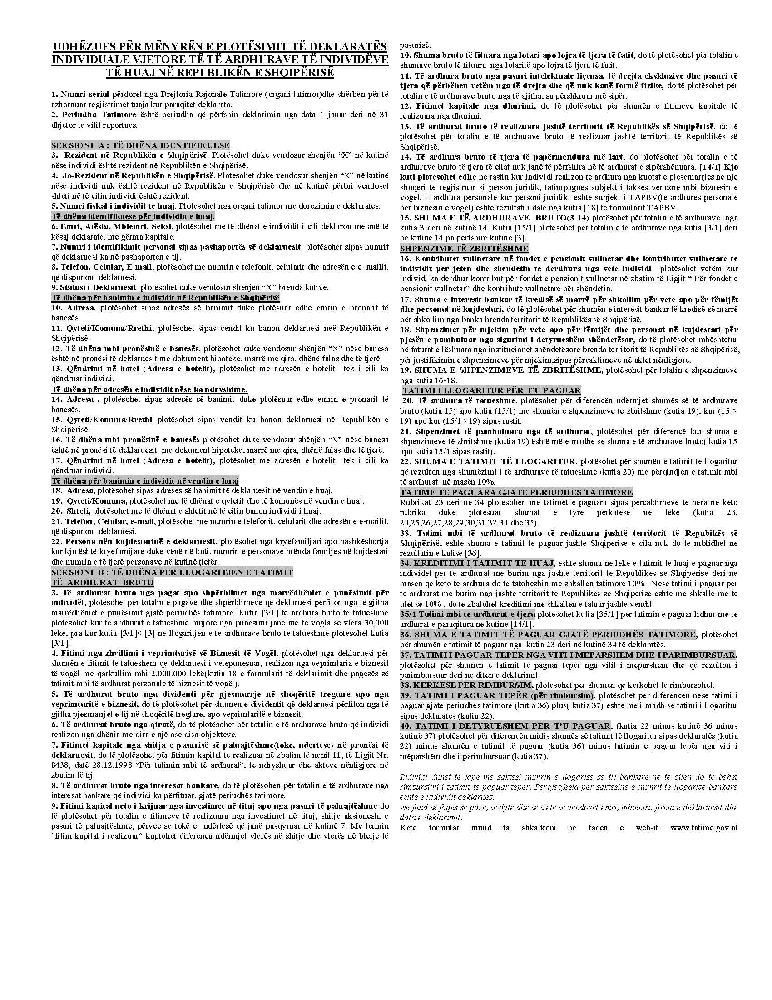 UDHËZUES PËR MËNYRËN E PLOTËSIMIT TË DEKLARATËS
INDIVIDUALE VJETORE TË TË ARDHURAVE TË INDIVIDËVE
TË HUAJ NË REPUBLIKËN E SHQIPËRISË
1. Numri serial përdoret nga Drejtoria Rajonale Tatimore (organi tatimor)dhe shërben për të
azhornuar regjistrimet tuaja kur paraqitet deklarata.
2. Periudha Tatimore është periudha që përfshin deklarimin nga data 1 janar deri në 31
dhjetor te vitit raportues.
SEKSIONI A : TË DHËNA IDENTIFIKUESE
3. Rezident në Republikën e Shqipërisë. Plotësohet duke vendosur shenjën “X” në kutinë
nëse individi është rezident në Republikën e Shqipërisë.
4. Jo-Rezident në Republikën e Shqipërisë. Plotesohet duke vendosur shenjën “X” në kutinë
nëse individi nuk është rezident në Republikën e Shqipërisë dhe në kutinë përbri vendoset
shteti në të cilin individi është rezident.
5. Numri fiskal i individit te huaj. Plotesohet nga organi tatimor me dorezimin e deklarates.
Të dhëna identifikuese për individin e huaj.
6. Emri, Atësia, Mbiemri, Seksi, plotësohet me të dhënat e individit i cili deklaron me anë të
kësaj deklarate, me gërma kapitale.
7. Numri i identifikimit personal sipas pashaportës së deklaruesit plotësohet sipas numrit
që deklaruesi ka në pashaporten e tij.
8. Telefon, Celular, E-mail, plotësohet me numrin e telefonit, celularit dhe adresën e e_mailit,
që disponon deklaruesi.
9. Statusi i Deklaruesit plotësohet duke vendosur shenjën ”X” brënda kutive.
Të dhëna për banimin e individit në Republikën e Shqipërisë
10. Adresa, plotësohet sipas adresës së banimit duke plotësuar edhe emrin e pronarit të
banesës.
11. Qyteti/Komuna/Rrethi, plotësohet sipas vendit ku banon deklaruesi neë Republikën e
Shqipërisë.
12. Të dhëna mbi pronësinë e banesës, plotësohet duke vendosur shënjën “X” nëse banesa
është në pronësi të deklaruesit me dokument hipoteke, marrë me qira, dhënë falas dhe të tjerë.
13. Qëndrimi në hotel (Adresa e hotelit), plotësohet me adresën e hotelit tek i cili ka
qëndruar individi.
Të dhëna për adresën e individit nëse ka ndryshime.
14. Adresa , plotësohet sipas adresës së banimit duke plotësuar edhe emrin e pronarit të
banesës.
15. Qyteti/Komuna/Rrethi plotësohet sipas vendit ku banon deklaruesi në Republikën e
Shqipërisë.
16. Të dhëna mbi pronësinë e banesës plotësohet duke vendosur shënjën “X” nëse banesa
është në pronësi të deklaruesit me dokument hipoteke, marrë me qira, dhënë falas dhe të tjerë.
17. Qëndrimi në hotel (Adresa e hotelit), plotësohet me adresën e hotelit tek i cili ka
qëndruar individi.
Të dhëna për banimin e individit në vendin e huaj
18. Adresa, plotësohet sipas adreses së banimit të deklaruesit në vendin e huaj.
19. Qyteti/Komuna, plotësohet me të dhënat e qytetit dhe të komunës në vendin e huaj.
20. Shteti, plotësohet me të dhënat e shtetit në të cilin banon individi i huaj.
21. Telefon, Celular, e-mail, plotësohet me numrin e telefonit, celularit dhe adresën e e-mailit,
që disponon deklaruesi.
22. Persona nën kujdestarinë e deklaruesit, plotësohet nga kryefamiljari apo bashkëshortja
kur kjo është kryefamijare duke vënë në kuti, numrin e personave brënda familjes në kujdestari
dhe numrin e të tjerë personave në kutinë tjetër.
SEKSIONI B : TË DHËNA PER LLOGARITJEN E TATIMIT
TË ARDHURAT BRUTO
3. Të ardhurat bruto nga pagat apo shpërblimet nga marrëdhëniet e punësimit për
individët, plotësohet për totalin e pagave dhe shpërblimeve që deklaruesi përfiton nga të gjitha
marrëdhëniet e punësimit gjatë periudhës tatimore. Kutia [3/1] te ardhura bruto te tatueshme
plotesohet kur te ardhurat e tatueshme mujore nga punesimi jane me te vogla se vlera 30,000
leke, pra kur kutia [3/1]< [3] ne llogaritjen e te ardhurave bruto te tatueshme plotesohet kutia
[3/1].
4. Fitimi nga zhvillimi i veprimtarisë së Biznesit të Vogël, plotësohet nga deklaruesi për
shumën e fitimit te tatueshem qe deklaruesi i vetepunesuar, realizon nga veprimtaria e biznesit
të vogël me qarkullim mbi 2.000.000 lekë(kutia 18 e formularit të deklarimit dhe pagesës së
tatimit mbi të ardhurat personale të biznesit të vogël).
5. Të ardhurat bruto nga dividenti për pjesmarrje në shoqëritë tregtare apo nga
veprimtaritë e biznesit, do të plotësohet për shumen e dividentit që deklaruesi përfiton nga të
gjitha pjesmarrjet e tij në shoqëritë tregtare, apo veprimtaritë e biznesit.
6. Të ardhurat bruto nga qiratë, do të plotësohet për totalin e të ardhurave bruto që individi
realizon nga dhënia me qira e një ose disa objekteve.
7. Fitimet kapitale nga shitja e pasurisë së paluajtëshme(toke, ndertese) në pronësi të
deklaruesit, do të plotësohet për fitimin kapital te realizuar në zbatim të nenit 11, të Ligjit Nr.
8438, datë 28.12.1998 “Për tatimin mbi të ardhurat”, te ndryshuar dhe akteve nënligjore në
zbatim të tij.
8. Të ardhurat bruto nga interesat bankare, do të plotësohen për totalin e të ardhurave nga
interesat bankare që individi ka përfituar, gjatë periudhës tatimore.
9. Fitimi kapital neto i krijuar nga investimet në tituj apo nga pasuri të paluajtëshme do
të plotësohet për totalin e fitimeve të realizuara nga investimet në tituj, shitje aksionesh, e
pasuri të paluajtëshme, përvec se tokë e ndërtesë që janë pasqyruar në kutinë 7. Me termin
“fitim kapital i realizuar” kuptohet diferenca ndërmjet vlerës në shitje dhe vlerës në blerje të
pasurisë.
10. Shuma bruto të fituara nga lotari apo lojra të tjera të fatit, do të plotësohet për totalin e
shumave bruto të fituara nga lotaritë apo lojra të tjera të fatit.
11. Të ardhura bruto nga pasuri intelektuale liçensa, të drejta ekskluzive dhe pasuri të
tjera që përbëhen vetëm nga të drejta dhe që nuk kanë formë fizike, do të plotësohet për
totalin e të ardhurave bruto nga të gjitha, sa përshkruar më sipër.
12. Fitimet kapitale nga dhurimi, do të plotësohet për shumën e fitimeve kapitale të
realizuara nga dhurimi.
13. Të ardhurat bruto të realizuara jashtë territorit të Republikës së Shqipërisë, do të
plotësohet për totalin e të ardhurave bruto të realizuar jashtë territorit të Republikës së
Shqipërisë.
14. Të ardhura bruto të tjera të papërmendura më lart, do plotësohet për totalin e të
ardhurave bruto të tjera të cilat nuk janë të përfshira në të ardhurat e sipërshënuara. [14/1] Kjo
kuti plotesohet edhe ne rastin kur individi realizon te ardhura nga kuotat e pjesemarrjes ne nje
shoqeri te regjistruar si person juridik, tatimpagues subjekt i takses vendore mbi biznesin e
vogel. E ardhura personale kur personi juridik eshte subjekt i TAPBV(te ardhures personale
per biznesin e vogel) eshte rezultati i dale nga kutia [18] te formularit TAPBV.
15. SHUMA E TË ARDHURAVE BRUTO(3-14) plotësohet për totalin e të ardhurave nga
kutia 3 deri në kutinë 14. Kutia [15/1] plotesohet per totalin e te ardhurave nga kutia [3/1] deri
ne kutine 14 pa perfshire kutine [3].
SHPENZIME TË ZBRITËSHME
16. Kontributet vullnetare në fondet e pensionit vullnetar dhe kontributet vullnetare te
individit per jeten dhe shendetin te derdhura nga vete individi plotësohet vetëm kur
individi ka derdhur kontribut për fondet e pensionit vullnetar në zbatim të Ligjit “ Për fondet e
pensionit vullnetar” dhe kontribute vullnetare për shëndetin.
17. Shuma e interesit bankar të kredisë së marrë për shkollim për vete apo për fëmijët
dhe personat në kujdestari, do të plotësohet për shumën e interesit bankar të kredisë së marrë
për shkollim nga banka brenda territorit të Republikës së Shqipërisë.
18. Shpenzimet për mjekim për vete apo për fëmijët dhe personat në kujdestari për
pjesën e pambuluar nga sigurimi i detyrueshëm shëndetësor, do të plotësohet mbështetur
në faturat e lëshuara nga institucionet shëndetësore brenda territorit të Republikës së Shqipërisë,
për justifikimin e shpenzimeve për mjekim,sipas përcaktimeve në aktet nënligjore.
19. SHUMA E SHPENZIMEVE TË ZBRITËSHME, plotësohet për totalin e shpenzimeve
nga kutia 16-18.
TATIMI I LLOGARITUR PËR T’U PAGUAR
20. Të ardhura të tatueshme, plotësohet për diferencën ndërmjet shumës së të ardhurave
bruto (kutia 15) apo kutia (15/1) me shumën e shpenzimeve te zbritshme (kutia 19), kur (15 >
19) apo kur (15/1 >19) sipas rastit.
21. Shpenzimet të pambuluara nga të ardhurat, plotësohet për diferencë kur shuma e
shpenzimeve të zbritshme (kutia 19) është më e madhe se shuma e të ardhurave bruto( kutia 15
apo kutia 15/1 sipas rastit).
22. SHUMA E TATIMIT TË LLOGARITUR, plotësohet për shumën e tatimit te llogaritur
që rezulton nga shumëzimi i të ardhurave të tatueshme (kutia 20) me përqindjen e tatimit mbi
të ardhurat në masën 10%.
TATIME TE PAGUARA GJATE PERIUDHES TATIMORE
Rubrikat 23 deri ne 34 plotesohen me tatimet e paguara sipas percaktimeve te bera ne keto
rubrika duke plotesuar shumat e tyre perkatese ne leke (kutia 23,
24,25,26,27,28,29,30,31,32,34 dhe 35).
33. Tatimi mbi të ardhurat bruto të realizuara jashtë territorit të Repubikës së
Shqipërisë, eshte shuma e tatimit te paguar jashte Shqiperise e cila nuk do te mblidhet ne
rezultatin e kutise [36].
34. KREDITIMI I TATIMIT TE HUAJ, eshte shuma ne leke e tatimit te huaj e paguar nga
individet per te ardhurat me burim nga jashte territorit te Republikes se Shqiperise deri ne
masen qe keto te ardhura do te tatoheshin me shkallen tatimore 10% . Nese tatimi i paguar per
te ardhurat me burim nga jashte territorit te Republikes se Shqiperise eshte me shkalle me te
ulet se 10% , do te zbatohet kreditimi me shkallen e tatuar jashte vendit.
35/1 Tatimi mbi te ardhurat e tjera plotesohet kutia [35/1] per tatimin e paguar lidhur me te
ardhurat e paraqitura ne kutine [14/1].
36. SHUMA E TATIMIT TË PAGUAR GJATË PERIUDHËS TATIMORE, plotësohet
për shumën e tatimit të paguar nga kutia 23 deri në kutinë 34 të deklaratës.
37. TATIMI I PAGUAR TEPER NGA VITI I MEPARSHEM DHE I PARIMBURSUAR,
plotësohet për shumen e tatimit te paguar teper nga vitit i meparshem dhe qe rezulton i
parimbursuar deri ne diten e deklarimit.
38. KERKESE PER RIMBURSIM, plotesohet per shumen qe kerkohet te rimbursohet.
39. TATIMI I PAGUAR TEPËR (për rimbursim), plotësohet per diferencen nese tatimi i
paguar gjate periudhes tatimore (kutia 36) plus( kutia 37) eshte me i madh se tatimi i llogaritur
sipas deklarates (kutia 22).
40. TATIMI I DETYRUESHEM PER T’U PAGUAR, (kutia 22 minus kutinë 36 minus
kutinë 37) plotësohet për diferencën midis shumës së tatimit të llogaritur sipas deklaratës (kutia
22) minus shumën e tatimit të paguar (kutia 36) minus tatimin e paguar tepër nga viti i
mëparshëm dhe i parimbursuar (kutia 37).
Individi duhet te jape me saktesi numrin e llogarise se tij bankare ne te cilen do te behet
rimbursimi i tatimit te paguar teper. Pergjegjesia per saktesine e numrit te llogarise bankare
eshte e individit deklarues.
Në fund të faqes së pare, të dytë dhe të tretë të vendoset emri, mbiemri, firma e deklaruesit dhe
data e deklarimit.
Kete formular mund ta shkarkoni ne faqen e web-it www.tatime.gov.al